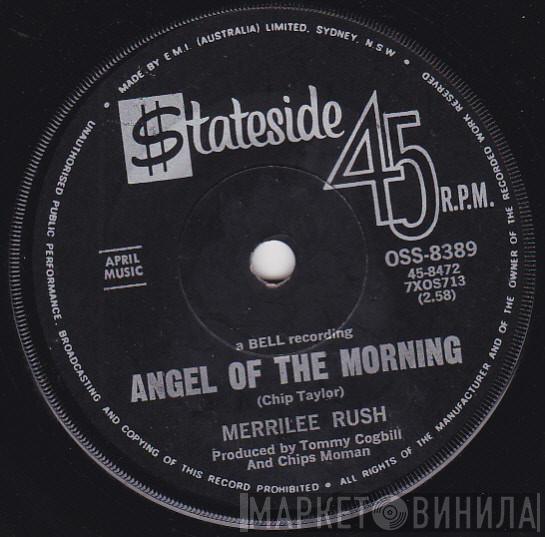 MADE BY E.M.I. (AUSTRALIA) LIMITED, SYDNEY, N.S.W.
UNAUTHORISED PUBLIC PERFORMANCE, BROADCASTING AND COPYING OF THIS RECORD PROHIBITED • ALL RIGHTS OF THE MANUFACTURER AND OF THE OWNER OF THE RECORDED WORK RESERVED
$tateside
45
R.P.M.
OSS-8389
45-8472
7XOS713
(2.58)
APRIL
MUSIC
a BELL recording
ANGEL OF THE MORNING
(Chip Taylor)
MERRILEE RUSH
Produced by Tommy Cogbill
And Chips Moman
МАРКЕТ ВИНИЛА